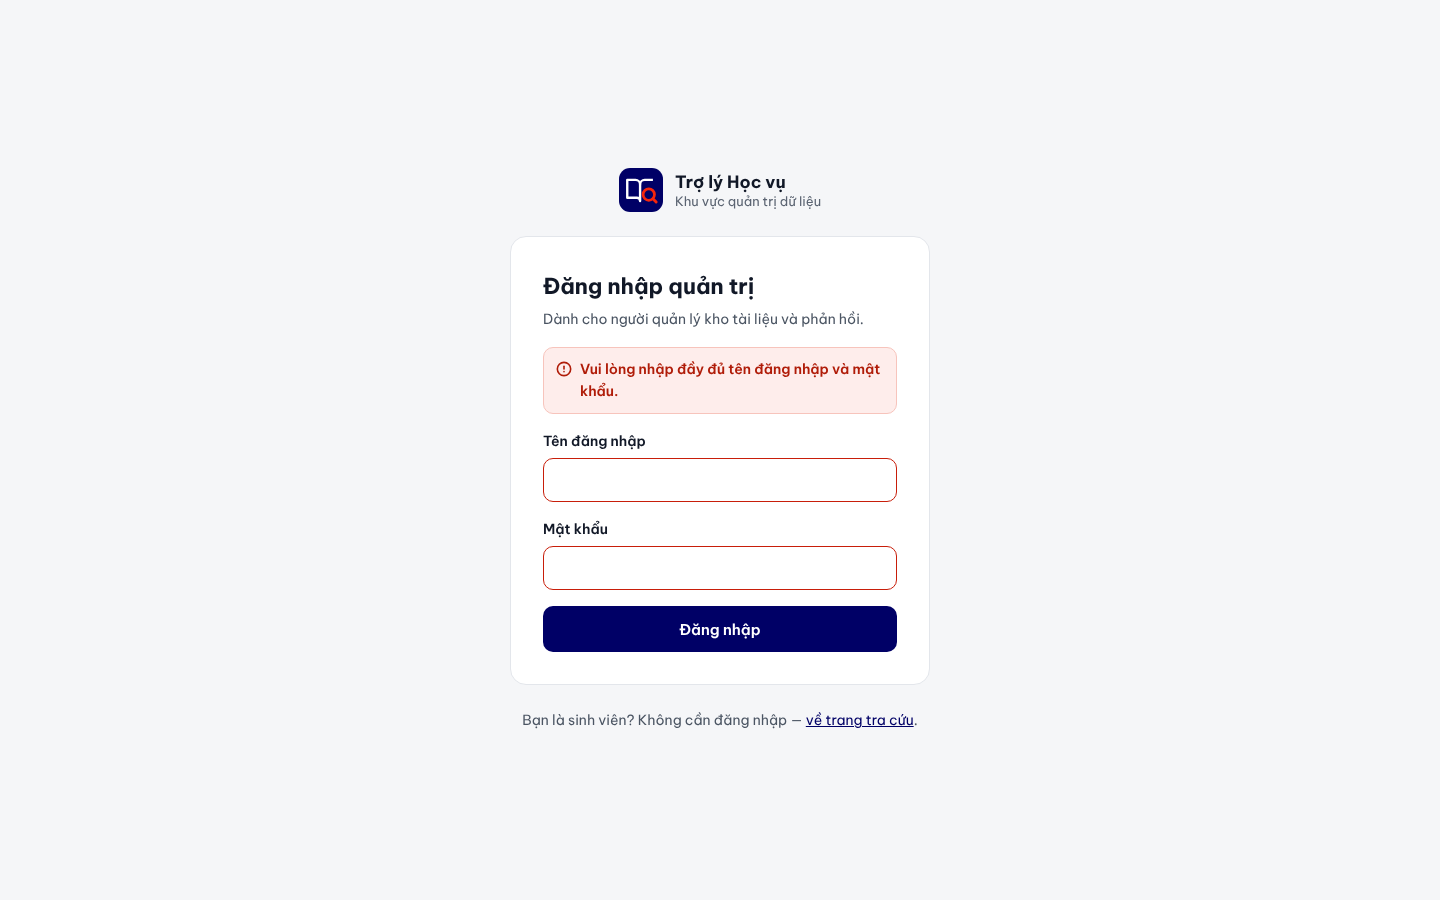 Trợ lý Học vụ
Khu vực quản trị dữ liệu
Đăng nhập quản trị
Dành cho người quản lý kho tài liệu và phản hồi.
Vui lòng nhập đầy đủ tên đăng nhập và mật
khẩu.
Tên đăng nhập
Mật khẩu
Đăng nhập
Bạn là sinh viên? Không cần đăng nhập — về trang tra cứu.